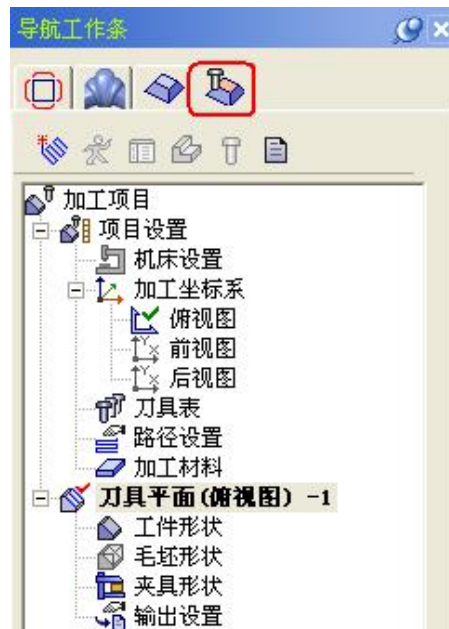 导航工作条
加工项目
项目设置
机床设置
加工坐标系
俯视图
前视图
后视图
刀具表
路径设置
加工材料
刀具平面(俯视图) -1
工件形状
毛坯形状
夹具形状
输出设置